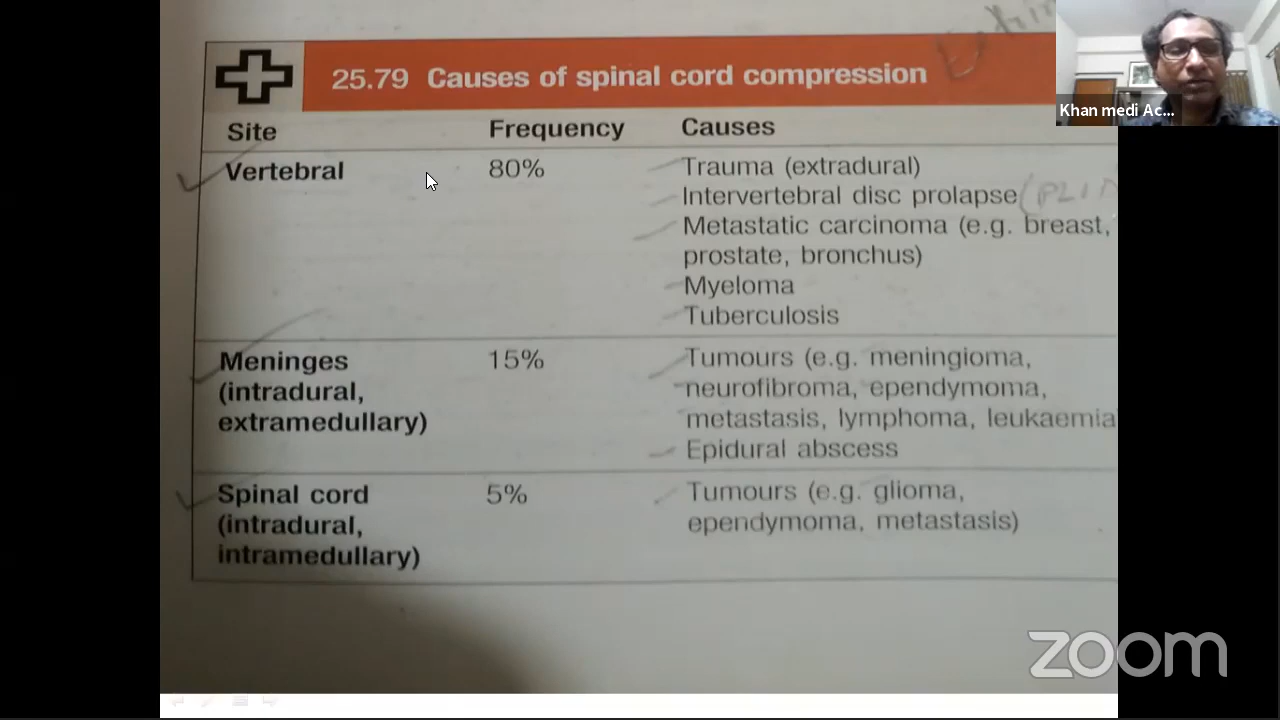 25.79 Causes of spinal cord compression
Khan medi Ac...
Site Frequency Causes
Vertebral 80% Trauma (extradural)
Intervertebral disc prolapse
Metastatic carcinoma (e.g. breast,
prostate, bronchus)
Myeloma
Tuberculosis
Meninges 15% Tumours (e.g. meningioma,
(intradural, neurofibroma, ependymoma,
extramedullary) metastasis, lymphoma, leukaemia
Epidural abscess
Spinal cord 5% Tumours (e.g. glioma,
(intradural, ependymoma, metastasis)
intramedullary)
zoom